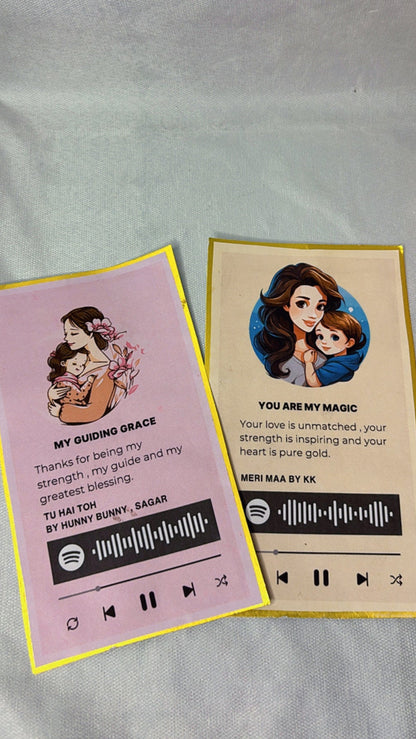 MY GUIDING GRACE
Thanks for being my
strength , my guide and my
greatest blessing.
TU HAI TOH
BY HUNNY BUNNY , SAGAR
YOU ARE MY MAGIC
Your love is unmatched , your
strength is inspiring and your
heart is pure gold.
MERI MAA BY KK